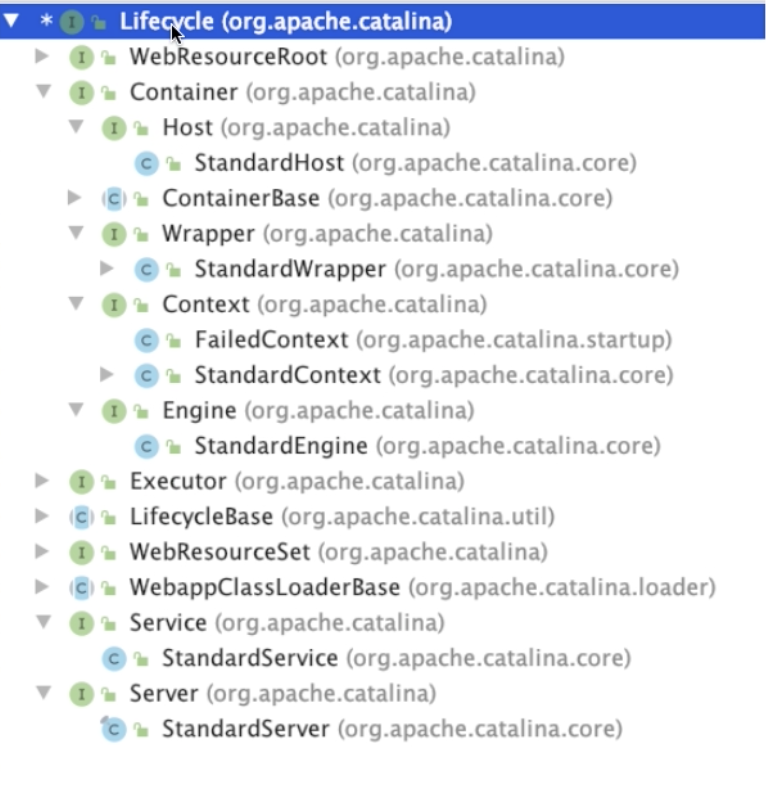 * I Lifecycle (org.apache.catalina)
I WebResourceRoot (org.apache.catalina)
I Container (org.apache.catalina)
I Host (org.apache.catalina)
C StandardHost (org.apache.catalina.core)
C ContainerBase (org.apache.catalina.core)
I Wrapper (org.apache.catalina)
C StandardWrapper (org.apache.catalina.core)
I Context (org.apache.catalina)
C FailedContext (org.apache.catalina.startup)
C StandardContext (org.apache.catalina.core)
I Engine (org.apache.catalina)
C StandardEngine (org.apache.catalina.core)
I Executor (org.apache.catalina)
C LifecycleBase (org.apache.catalina.util)
I WebResourceSet (org.apache.catalina)
C WebappClassLoaderBase (org.apache.catalina.loader)
I Service (org.apache.catalina)
C StandardService (org.apache.catalina.core)
I Server (org.apache.catalina)
C StandardServer (org.apache.catalina.core)